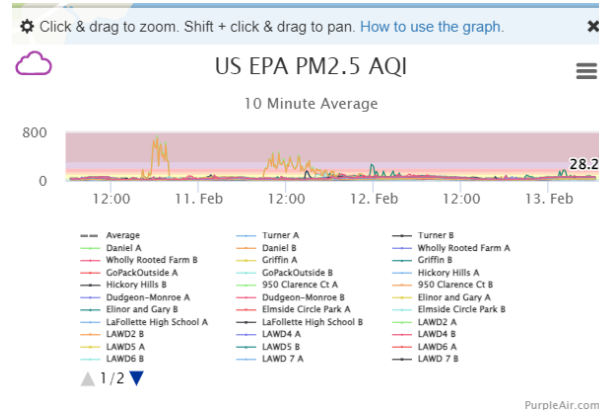 Click & drag to zoom. Shift + click & drag to pan. How to use the graph. ×
US EPA PM2.5 AQI
10 Minute Average
800
28.2
0
12:00 11. Feb 12:00 12. Feb 12:00 13. Feb
Average Turner A Turner B
Daniel A Daniel B Wholly Rooted Farm A
Wholly Rooted Farm B Griffin A Griffin B
GoPackOutside A GoPackOutside B Hickory Hills A
Hickory Hills B 950 Clarence Ct A 950 Clarence Ct B
Dudgeon-Monroe A Dudgeon-Monroe B Elinor and Gary A
Elinor and Gary B Elmside Circle Park A Elmside Circle Park B
LaFollette High School A LaFollette High School B LAWD2 A
LAWD2 B LAWD4 A LAWD4 B
LAWD5 A LAWD5 B LAWD6 A
LAWD6 B LAWD 7 A LAWD 7 B
1/2
PurpleAir.com